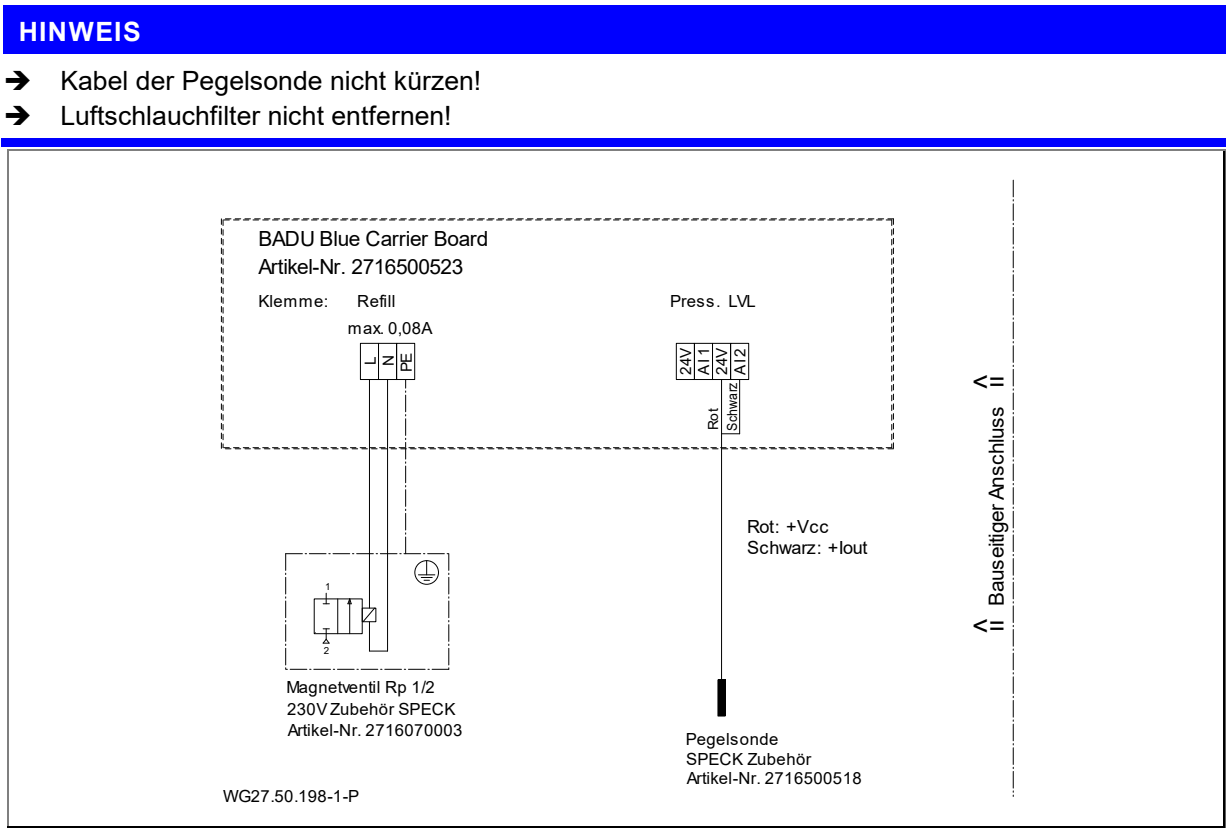 HINWEIS
➔ Kabel der Pegelsonde nicht kürzen!
➔ Luftschlauchfilter nicht entfernen!
BADU Blue Carrier Board
Artikel-Nr. 2716500523
Klemme: Refill
Press. LVL
max. 0,08A
L
N
PE
24V
AI1
24V
AI2
Rot
Schwarz
Rot: +Vcc
Schwarz: +Iout
<= Bauseitiger Anschluss <=
1
2
Magnetventil Rp 1/2
230V Zubehör SPECK
Artikel-Nr. 2716070003
Pegelsonde
SPECK Zubehör
Artikel-Nr. 2716500518
WG27.50.198-1-P